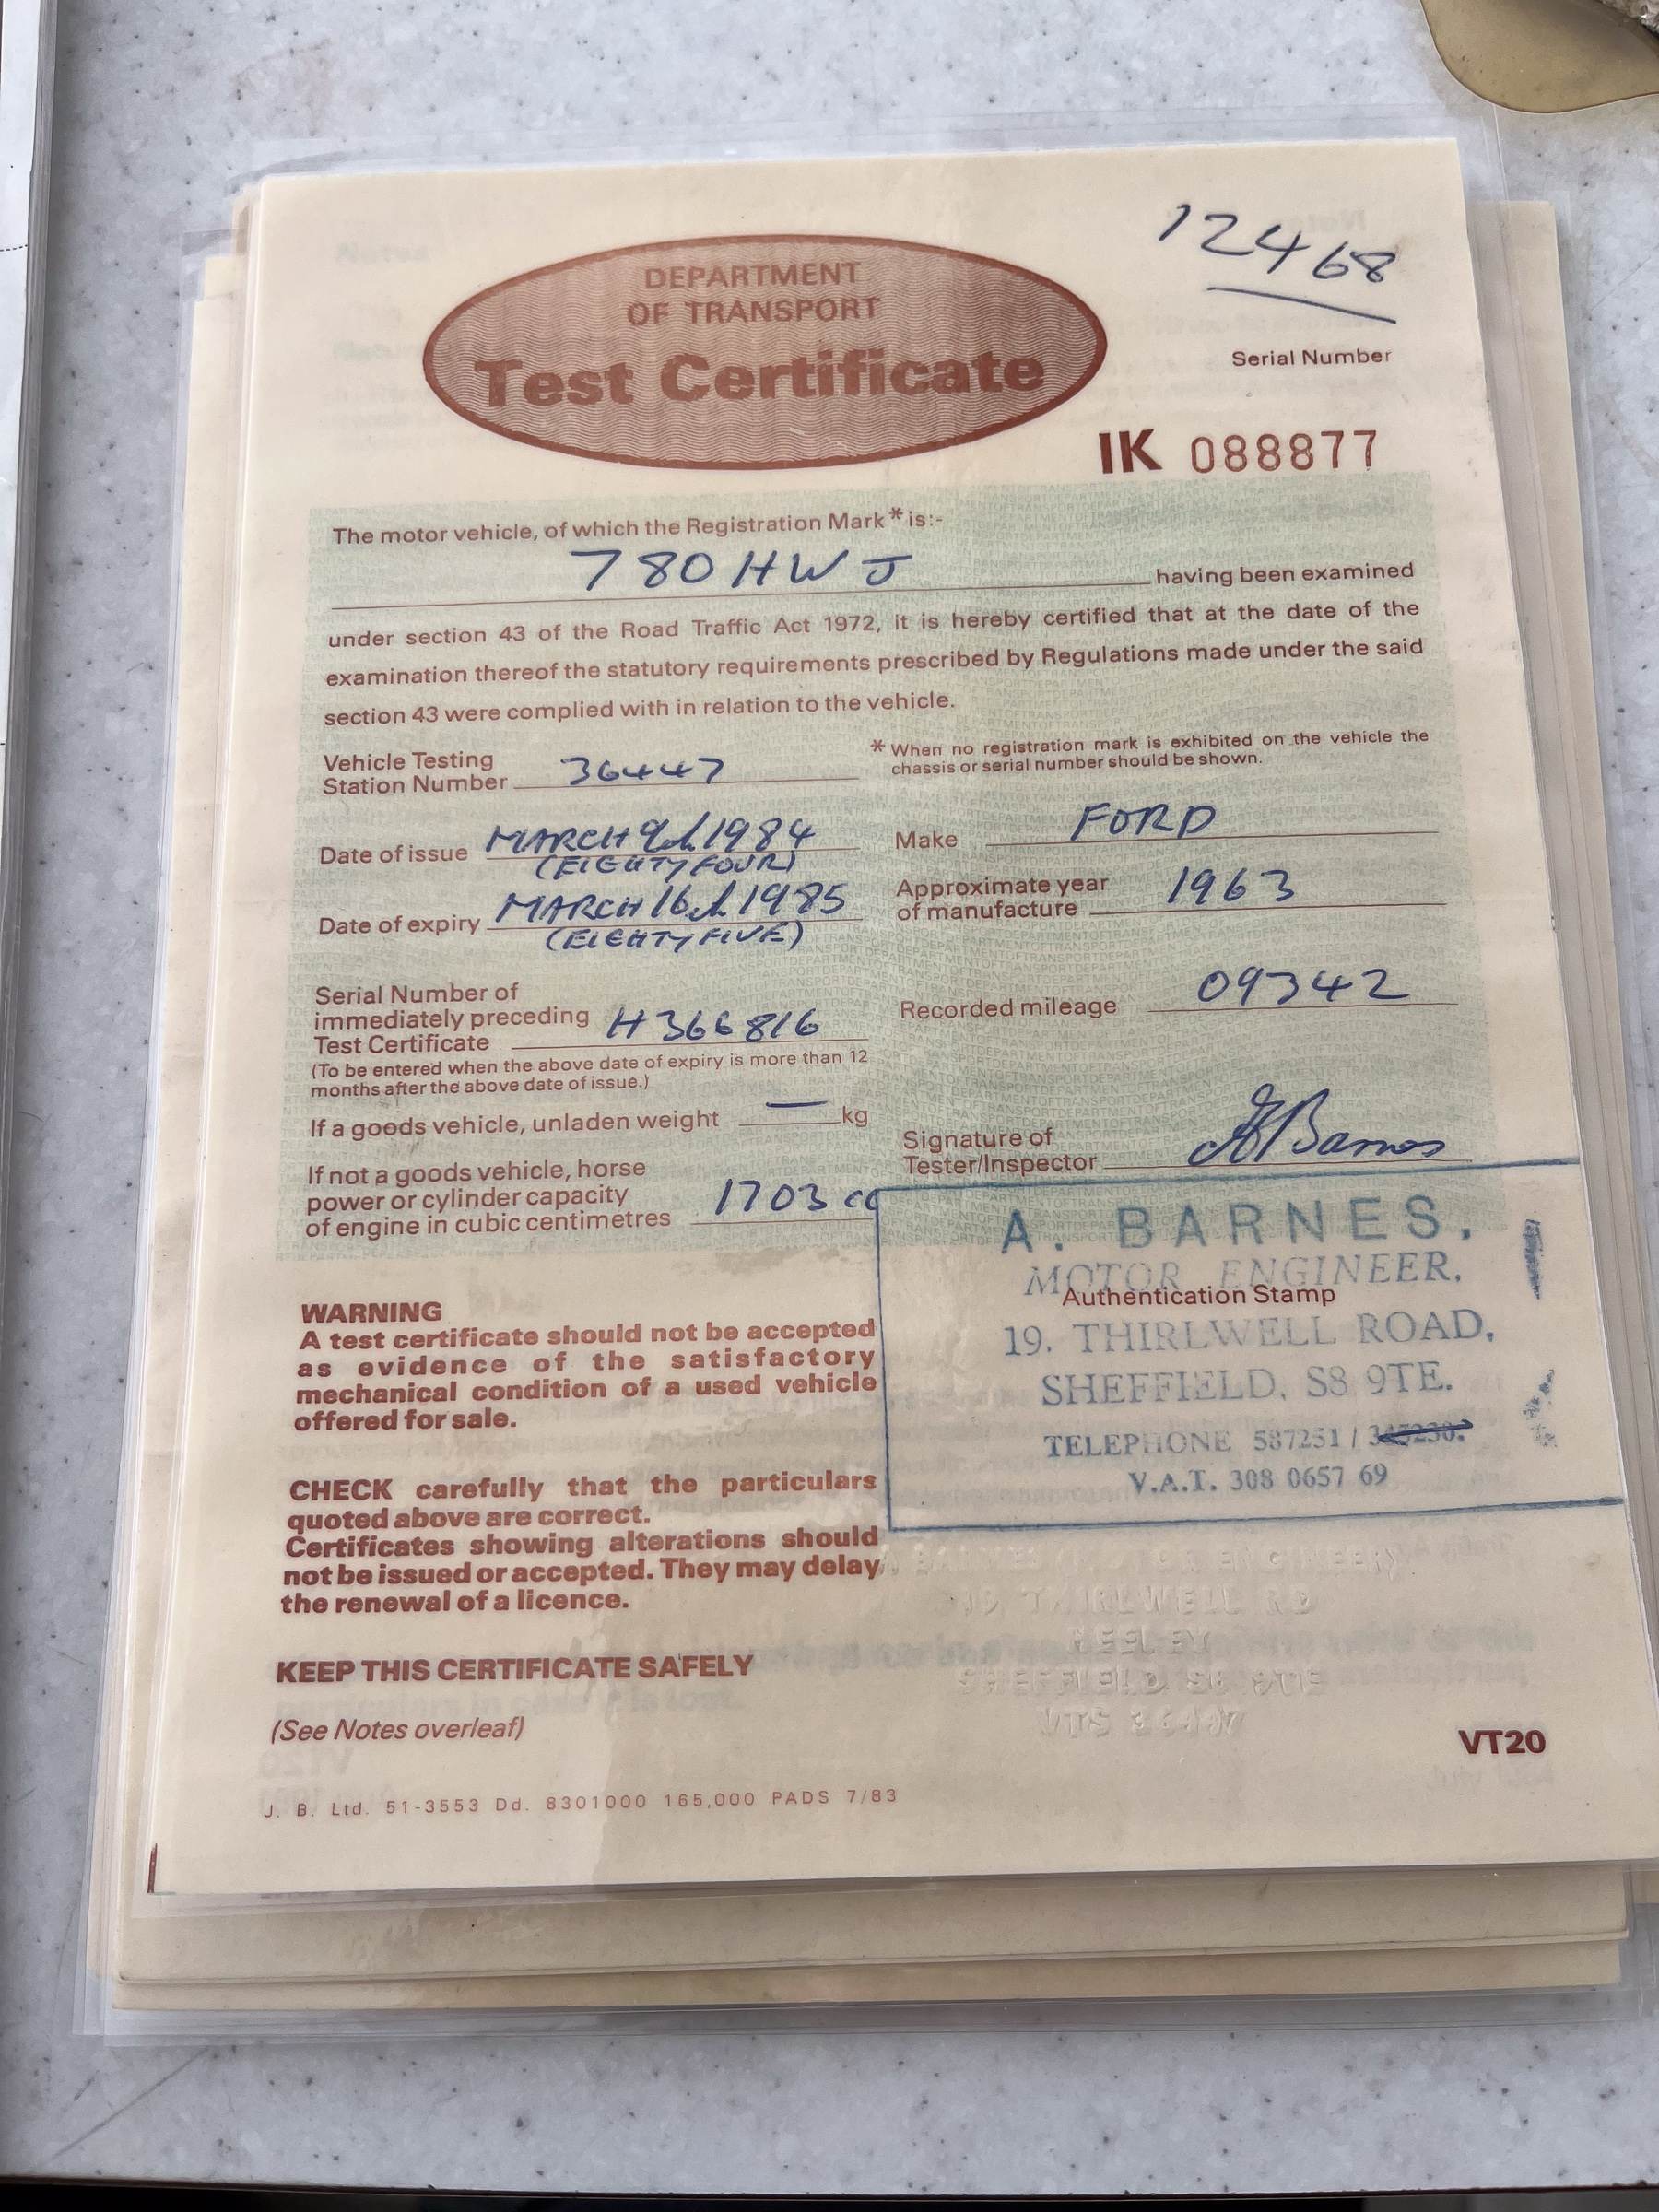 12468
DEPARTMENT
OF TRANSPORT
Test Certificate
Serial Number
IK 088877
The motor vehicle, of which the Registration Mark * is:-
780 HWJ having been examined
under section 43 of the Road Traffic Act 1972, it is hereby certified that at the date of the
examination thereof the statutory requirements prescribed by Regulations made under the said
section 43 were complied with in relation to the vehicle.
* When no registration mark is exhibited on the vehicle the
chassis or serial number should be shown.
Vehicle Testing
Station Number 36447
Date of issue MARCH 9th 1984
(EIGHTY FOUR)
Date of expiry MARCH 16th 1985
(EIGHTY FIVE)
Make FORD
Approximate year
of manufacture 1963
Serial Number of
immediately preceding
Test Certificate H366816
(To be entered when the above date of expiry is more than 12
months after the above date of issue.)
Recorded mileage 09342
If a goods vehicle, unladen weight — kg
If not a goods vehicle, horse
power or cylinder capacity
of engine in cubic centimetres 1703 cc
Signature of
Tester/Inspector A Barnes
A. BARNES,
MOTOR ENGINEER,
Authentication Stamp
19. THIRLWELL ROAD,
SHEFFIELD, S8 9TE.
TELEPHONE 587251 / 345230.
V.A.T. 308 0657 69
WARNING
A test certificate should not be accepted
as evidence of the satisfactory
mechanical condition of a used vehicle
offered for sale.
CHECK carefully that the particulars
quoted above are correct.
Certificates showing alterations should
not be issued or accepted. They may delay
the renewal of a licence.
19 THIRLWELL RD
HEELEY
SHEFFIELD S8 9TE
VTS 36447
KEEP THIS CERTIFICATE SAFELY
(See Notes overleaf)
VT20
J. B. Ltd. 51-3553 Dd. 8301000 165,000 PADS 7/83